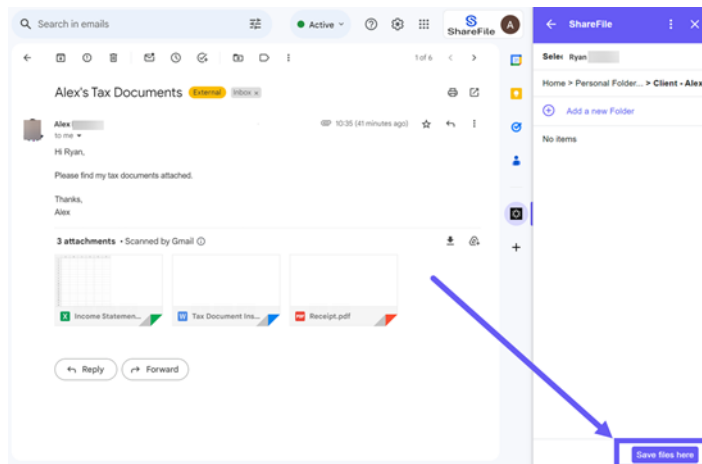 Search in emails
Active
ShareFile
A
1 of 6
Alex's Tax Documents External Inbox x
Alex
to me
10:35 (41 minutes ago)
Hi Ryan,
Please find my tax documents attached.
Thanks,
Alex
3 attachments • Scanned by Gmail
Income Statemen...
Tax Document Ins...
Receipt.pdf
Reply
Forward
ShareFile
Selec Ryan
Home > Personal Folder... > Client - Alex
Add a new Folder
No items
Save files here